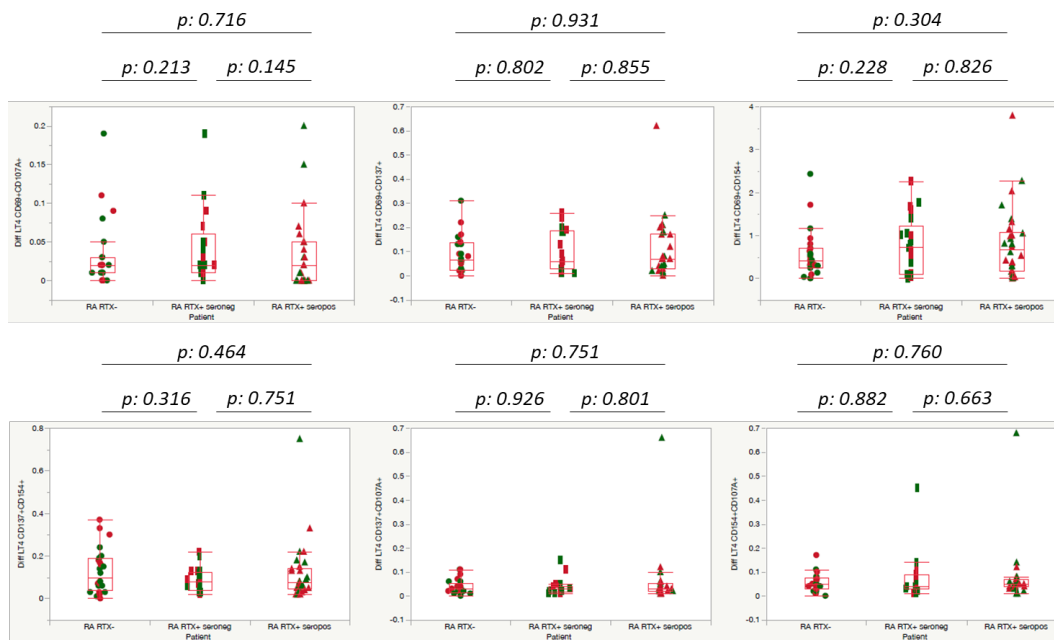 p: 0.716
p: 0.931
p: 0.304
p: 0.213
p: 0.145
p: 0.802
p: 0.855
p: 0.228
p: 0.826
Diff LT4 CD69+CD107A+
0.2
0.15
0.1
0.05
0
RA RTX-
RA RTX+ seroneg
RA RTX+ seropos
Patient
Diff LT4 CD69+CD137+
0.7
0.6
0.5
0.4
0.3
0.2
0.1
0
-0.1
RA RTX-
RA RTX+ seroneg
RA RTX+ seropos
Patient
Diff LT4 CD69+CD154+
4
3
2
1
0
-1
RA RTX-
RA RTX+ seroneg
RA RTX+ seropos
Patient
p: 0.464
p: 0.751
p: 0.760
p: 0.316
p: 0.751
p: 0.926
p: 0.801
p: 0.882
p: 0.663
Diff LT4 CD137+CD154+
0.8
0.6
0.4
0.2
0
RA RTX-
RA RTX+ seroneg
RA RTX+ seropos
Patient
Diff LT4 CD137+CD107A+
0.7
0.6
0.5
0.4
0.3
0.2
0.1
0
-0.1
RA RTX-
RA RTX+ seroneg
RA RTX+ seropos
Patient
Diff LT4 CD154+CD107A+
0.7
0.6
0.5
0.4
0.3
0.2
0.1
0
-0.1
RA RTX-
RA RTX+ seroneg
RA RTX+ seropos
Patient